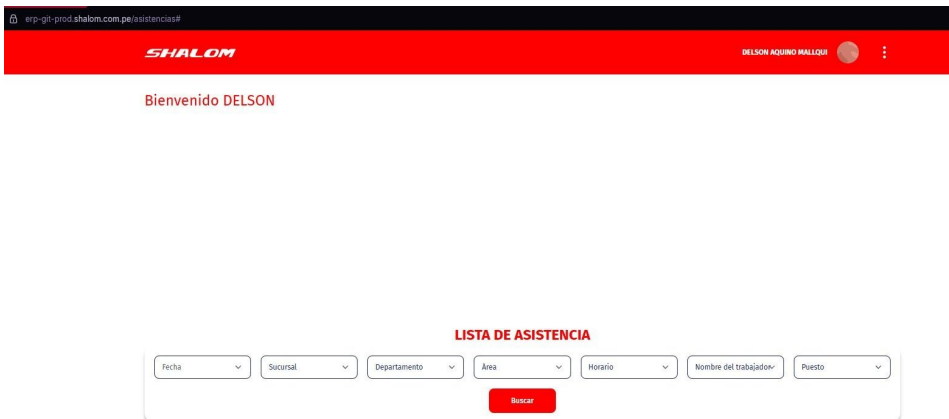 erp-git-prod.shalom.com.pe/asistencias#
SHALOM
DELSON AQUINO MALLQUI
Bienvenido DELSON
LISTA DE ASISTENCIA
Fecha Sucursal Departamento Área Horario Nombre del trabajador Puesto
Buscar